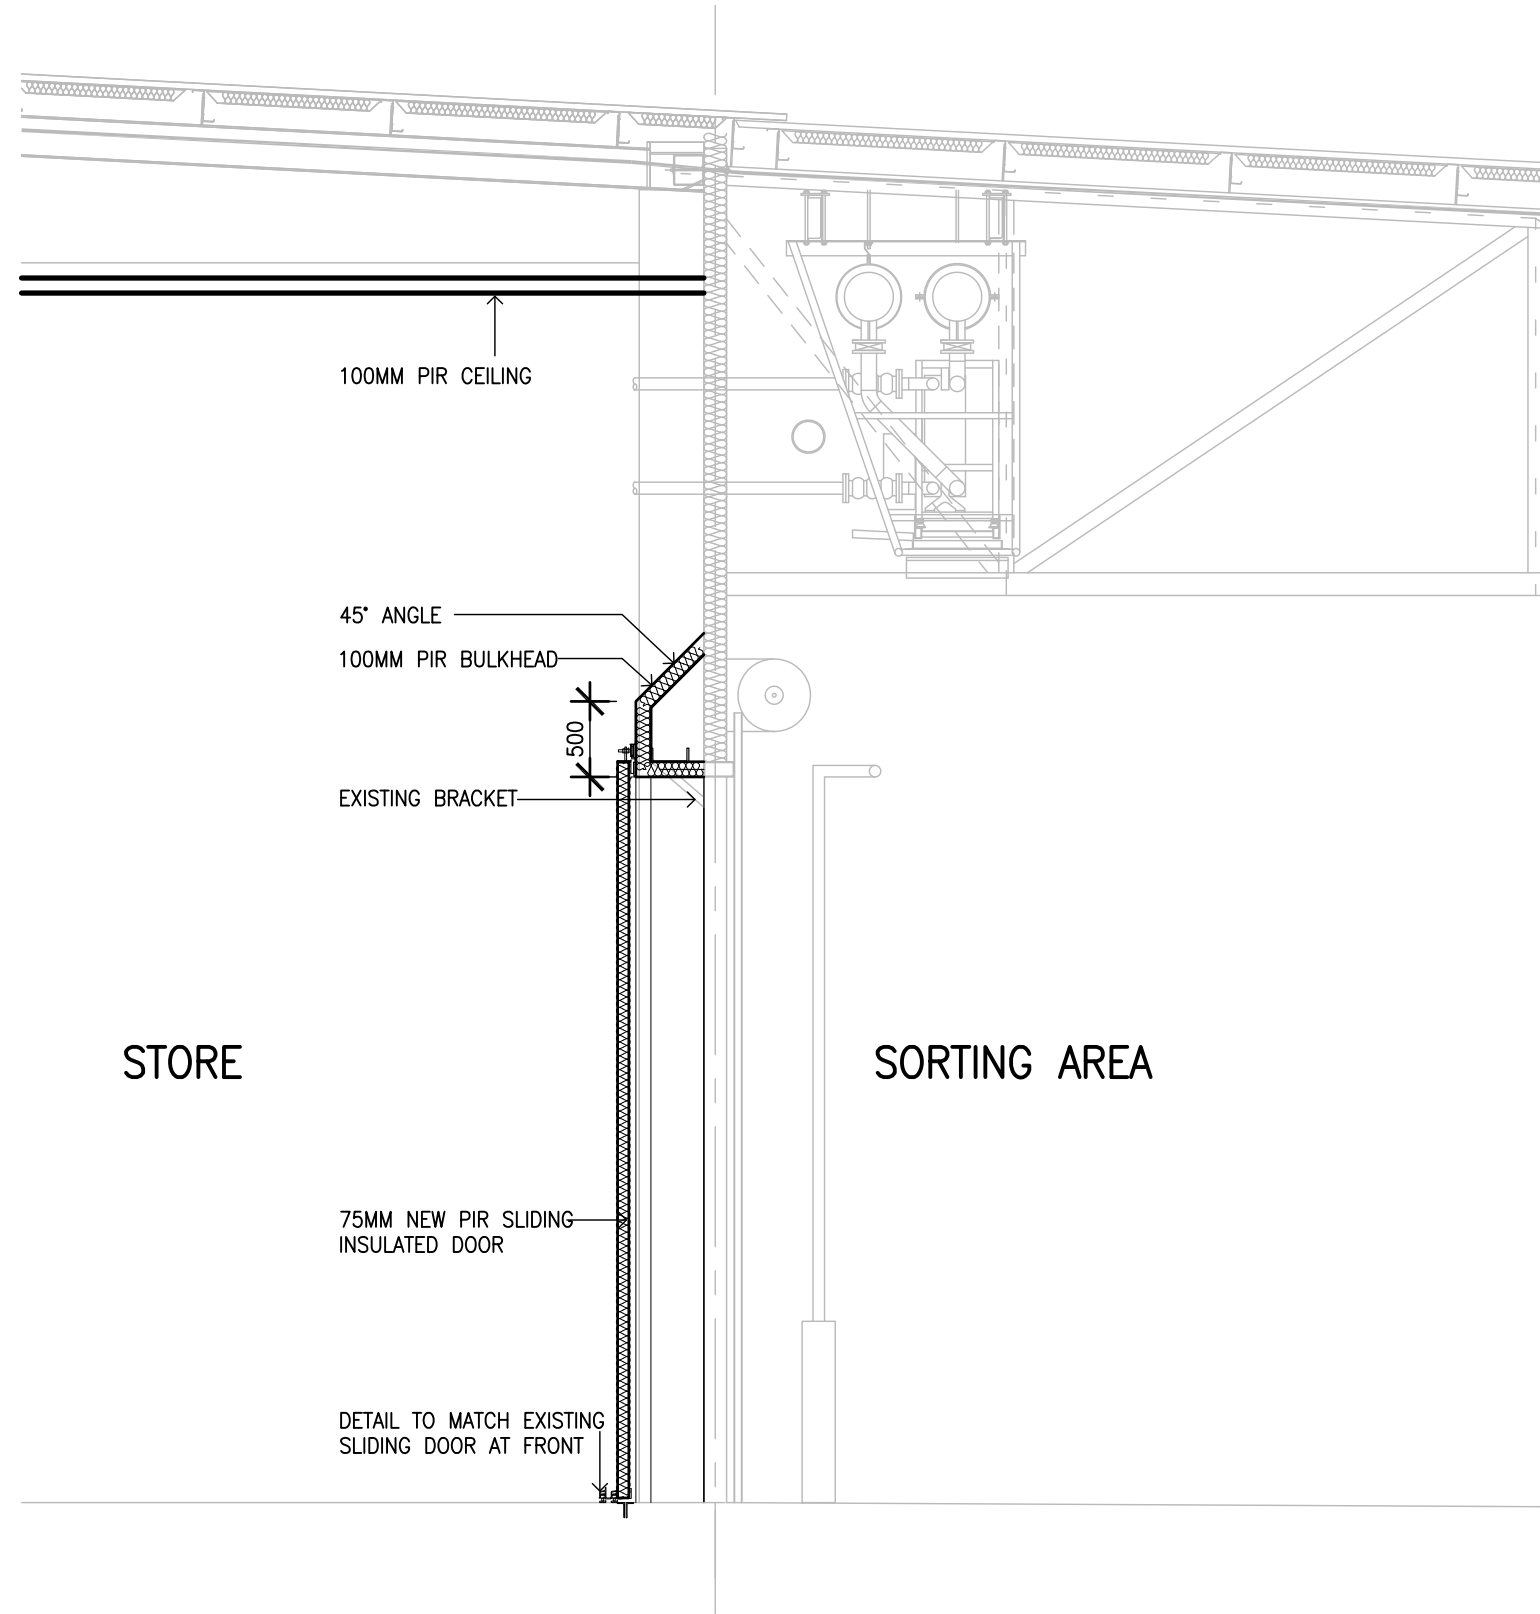 100MM PIR CEILING
45° ANGLE
100MM PIR BULKHEAD
500
EXISTING BRACKET
STORE
SORTING AREA
75MM NEW PIR SLIDING
INSULATED DOOR
DETAIL TO MATCH EXISTING
SLIDING DOOR AT FRONT